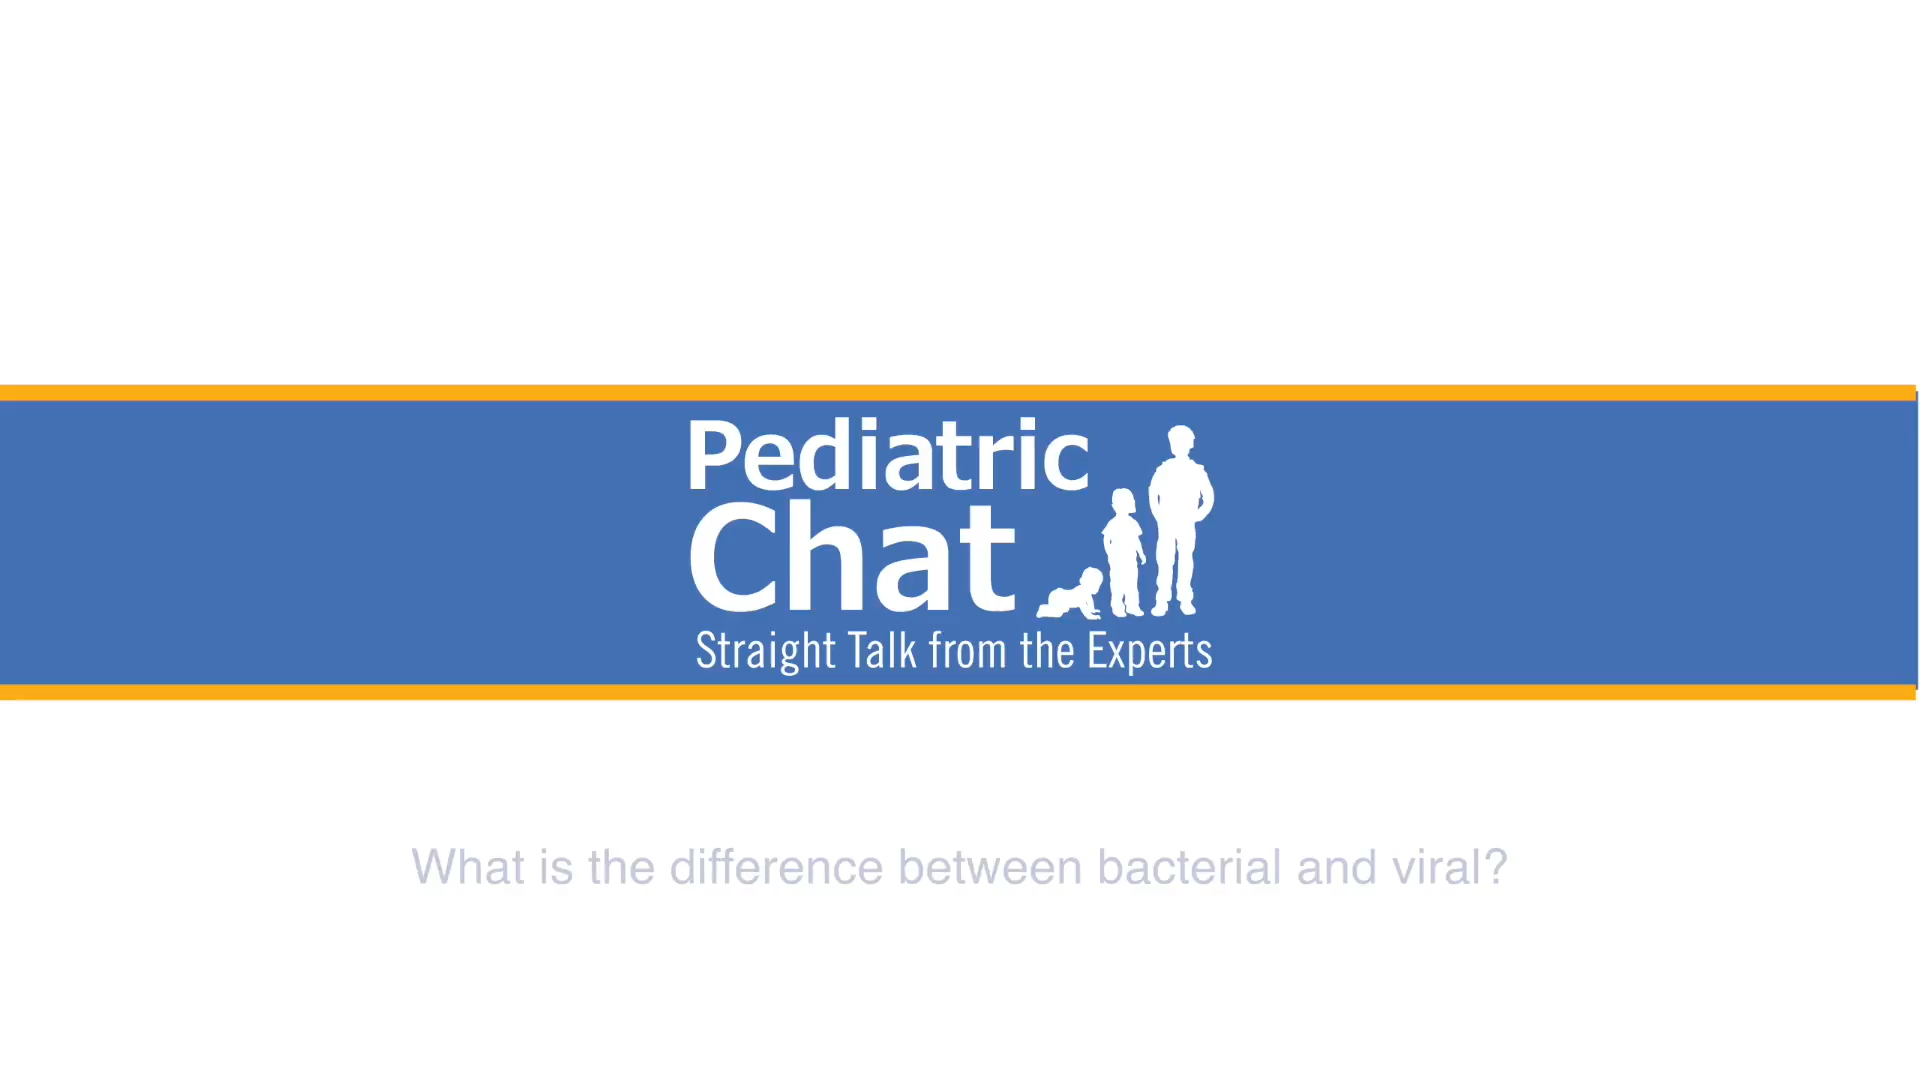 Pediatric
Chat
Straight Talk from the Experts
What is the difference between bacterial and viral?